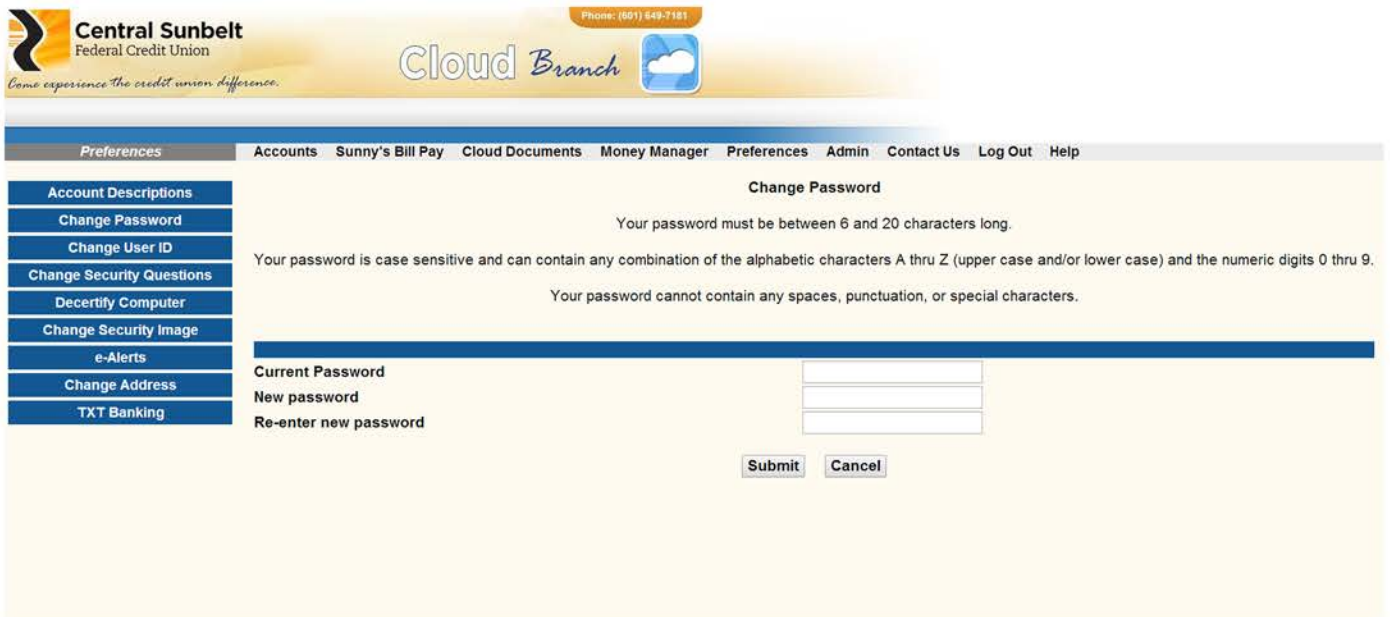 Phone: (601) 649-7181
Central Sunbelt
Federal Credit Union
Come experience the credit union difference.
Cloud Branch
Preferences
Accounts Sunny's Bill Pay Cloud Documents Money Manager Preferences Admin Contact Us Log Out Help
Account Descriptions
Change Password
Change User ID
Change Security Questions
Decertify Computer
Change Security Image
e-Alerts
Change Address
TXT Banking
Change Password
Your password must be between 6 and 20 characters long.
Your password is case sensitive and can contain any combination of the alphabetic characters A thru Z (upper case and/or lower case) and the numeric digits 0 thru 9.
Your password cannot contain any spaces, punctuation, or special characters.
Current Password
New password
Re-enter new password
Submit Cancel